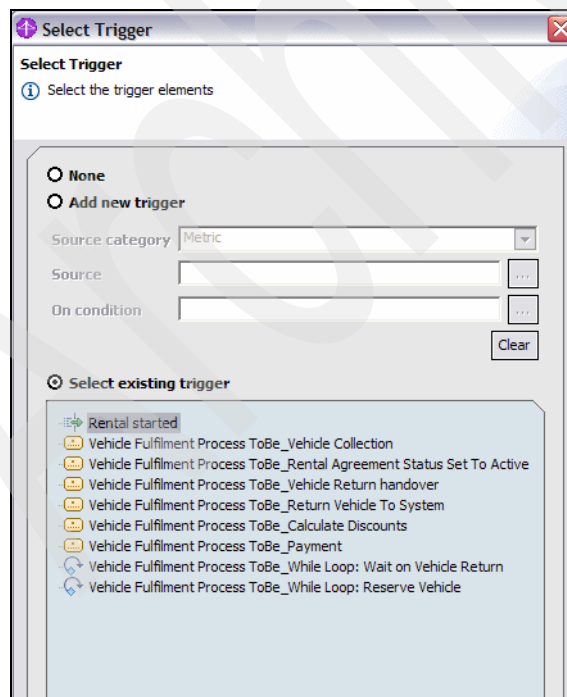 Select Trigger
Select Trigger
Select the trigger elements
None
Add new trigger
Source category Metric
Source ...
On condition ...
Clear
Select existing trigger
Rental started
Vehicle Fulfilment Process ToBe_Vehicle Collection
Vehicle Fulfilment Process ToBe_Rental Agreement Status Set To Active
Vehicle Fulfilment Process ToBe_Vehicle Return handover
Vehicle Fulfilment Process ToBe_Return Vehicle To System
Vehicle Fulfilment Process ToBe_Calculate Discounts
Vehicle Fulfilment Process ToBe_Payment
Vehicle Fulfilment Process ToBe_While Loop: Wait on Vehicle Return
Vehicle Fulfilment Process ToBe_While Loop: Reserve Vehicle